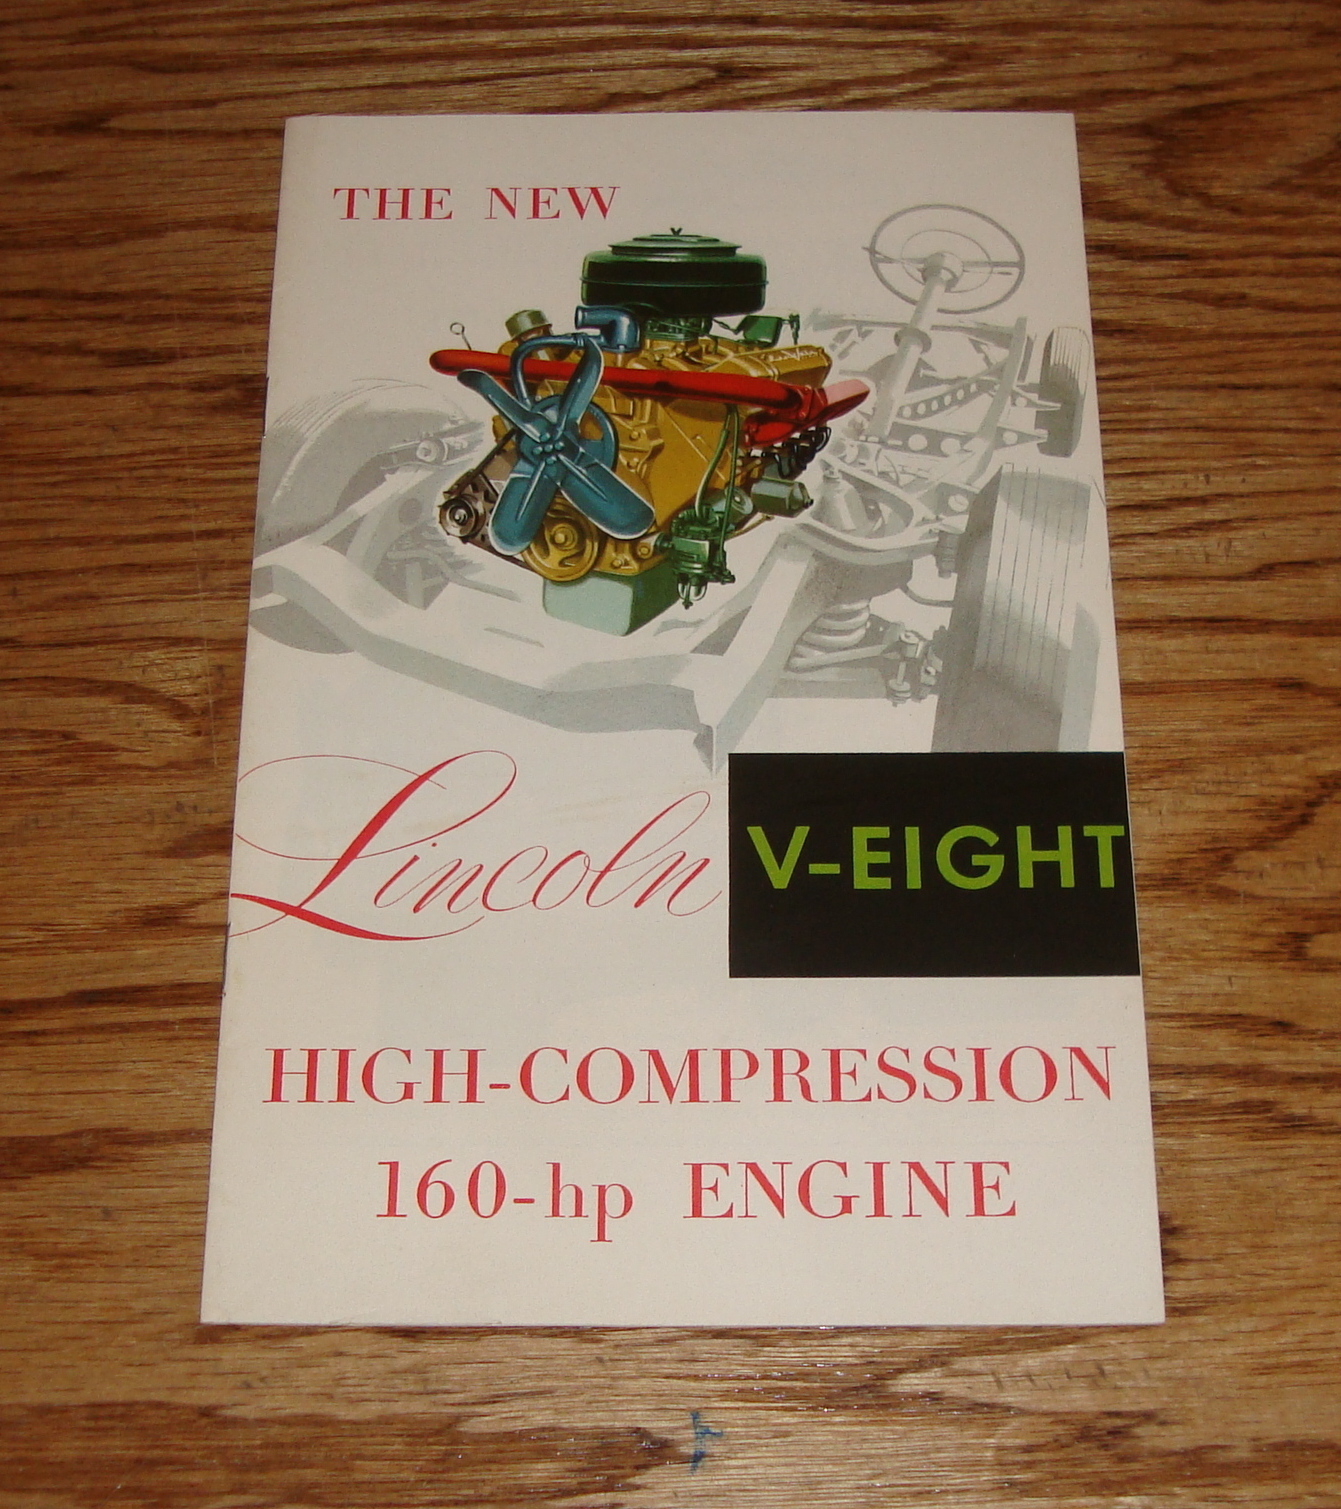 THE NEW
Lincoln V-EIGHT
HIGH-COMPRESSION
160-hp ENGINE